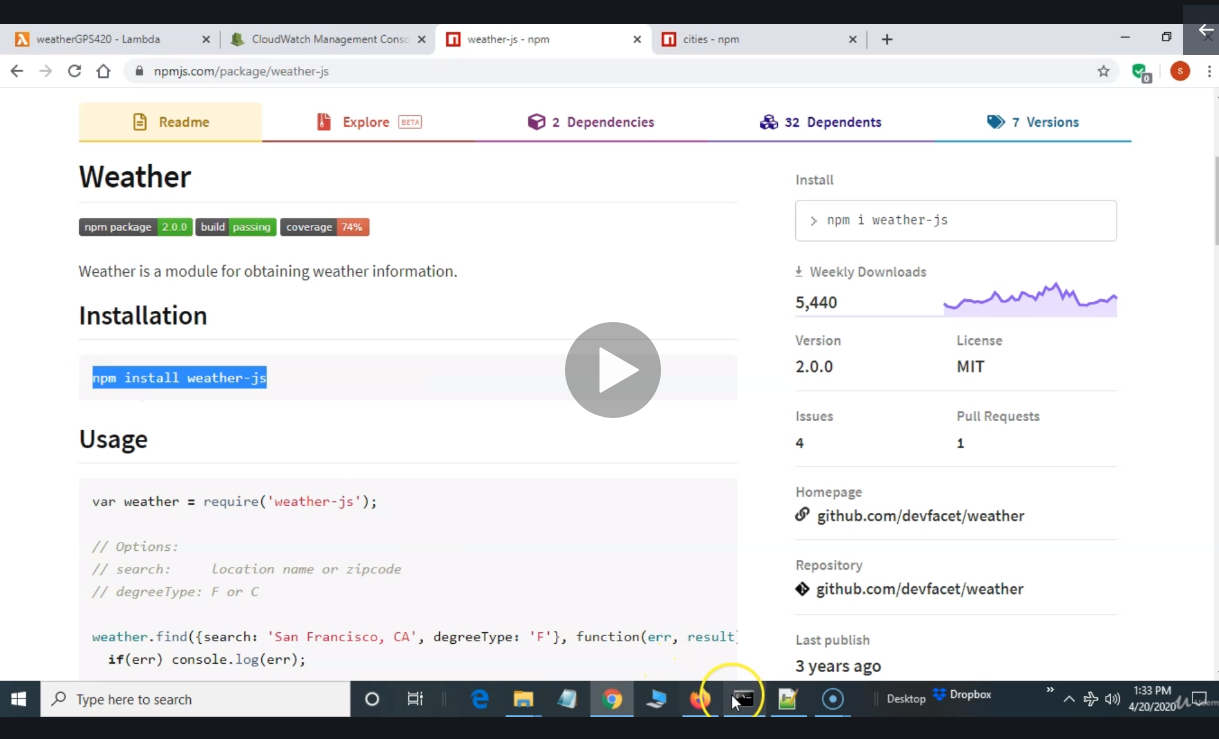 weatherGPS420 - Lambda
CloudWatch Management Conso
weather-js - npm
cities - npm
npmjs.com/package/weather-js
S
0
Readme
Explore BETA
2 Dependencies
32 Dependents
7 Versions
Weather
npm package 2.0.0 build passing coverage 74%
Weather is a module for obtaining weather information.
Installation
npm install weather-js
Usage
var weather = require('weather-js');
// Options:
// search: location name or zipcode
// degreeType: F or C
weather.find({search: 'San Francisco, CA', degreeType: 'F'}, function(err, result)
if(err) console.log(err);
Install
> npm i weather-js
Weekly Downloads
5,440
Version
License
2.0.0
MIT
Issues
Pull Requests
4
1
Homepage
github.com/devfacet/weather
Repository
github.com/devfacet/weather
Last publish
3 years ago
Type here to search
Desktop
Dropbox
1:33 PM
4/20/2020